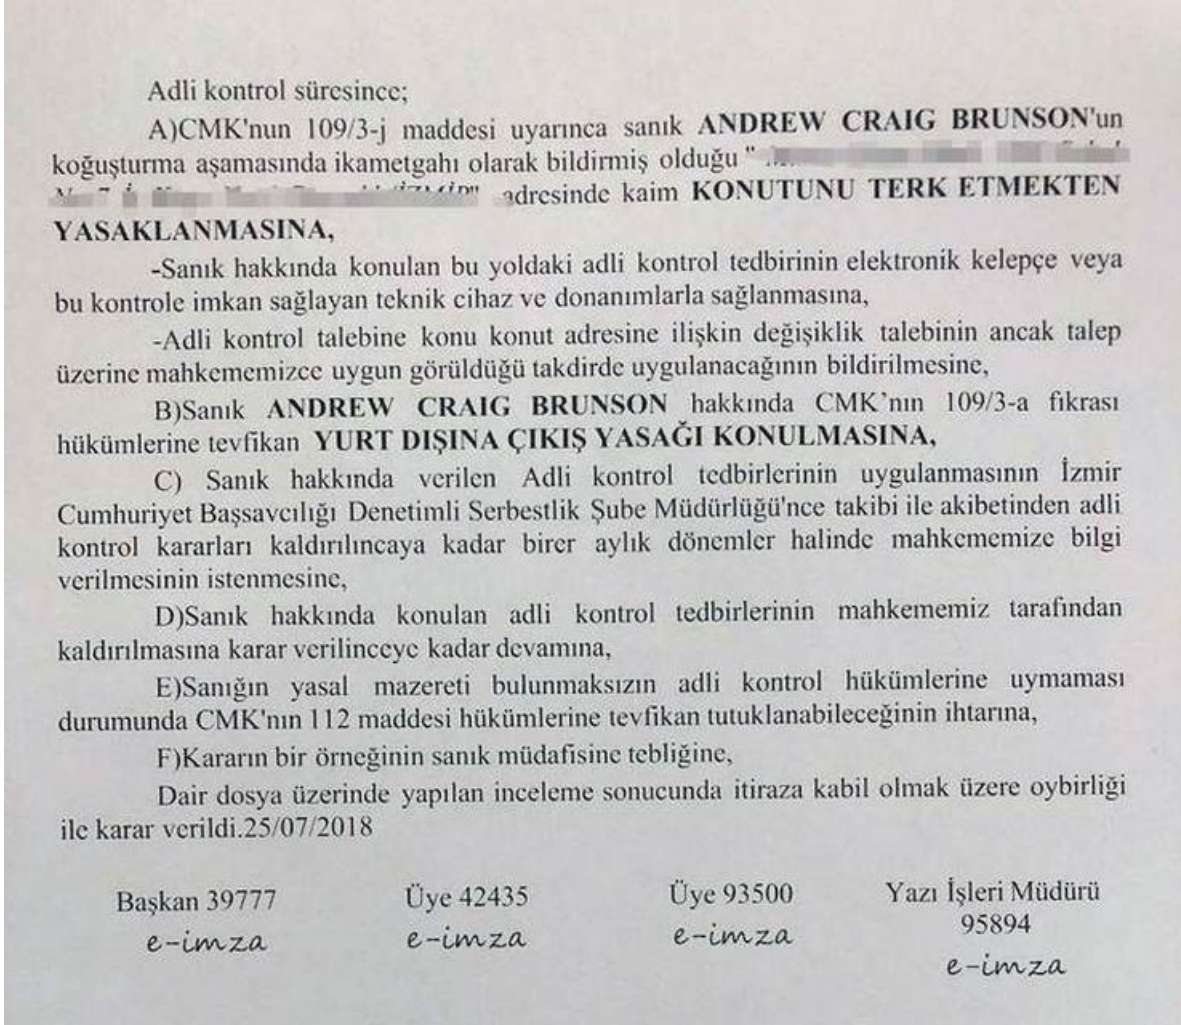 Adli kontrol süresince;
A)CMK'nun 109/3-j maddesi uyarınca sanık ANDREW CRAIG BRUNSON'un
koğuşturma aşamasında ikametgahı olarak bildirmiş olduğu "
adresinde kaim KONUTUNU TERK ETMEKTEN
YASAKLANMASINA,
-Sanık hakkında konulan bu yoldaki adli kontrol tedbirinin elektronik kelepçe veya
bu kontrole imkan sağlayan teknik cihaz ve donanımlarla sağlanmasına,
-Adli kontrol talebine konu konut adresine ilişkin değişiklik talebinin ancak talep
üzerine mahkememizce uygun görüldüğü takdirde uygulanacağının bildirilmesine,
B)Sanık ANDREW CRAIG BRUNSON hakkında CMK'nın 109/3-a fıkrası
hükümlerine tevfikan YURT DIŞINA ÇIKIŞ YASAĞI KONULMASINA,
C) Sanık hakkında verilen Adli kontrol tedbirlerinin uygulanmasının İzmir
Cumhuriyet Başsavcılığı Denetimli Serbestlik Şube Müdürlüğü'nce takibi ile akibetinden adli
kontrol kararları kaldırılıncaya kadar birer aylık dönemler halinde mahkememize bilgi
verilmesinin istenmesine,
D)Sanık hakkında konulan adli kontrol tedbirlerinin mahkememiz tarafından
kaldırılmasına karar verilinceye kadar devamına,
E)Sanığın yasal mazereti bulunmaksızın adli kontrol hükümlerine uymaması
durumunda CMK'nın 112 maddesi hükümlerine tevfikan tutuklanabileceğinin ihtarına,
F)Kararın bir örneğinin sanık müdafisine tebliğine,
Dair dosya üzerinde yapılan inceleme sonucunda itiraza kabil olmak üzere oybirliği
ile karar verildi.25/07/2018
Başkan 39777 Üye 42435 Üye 93500 Yazı İşleri Müdürü
95894
e-imza e-imza e-imza e-imza